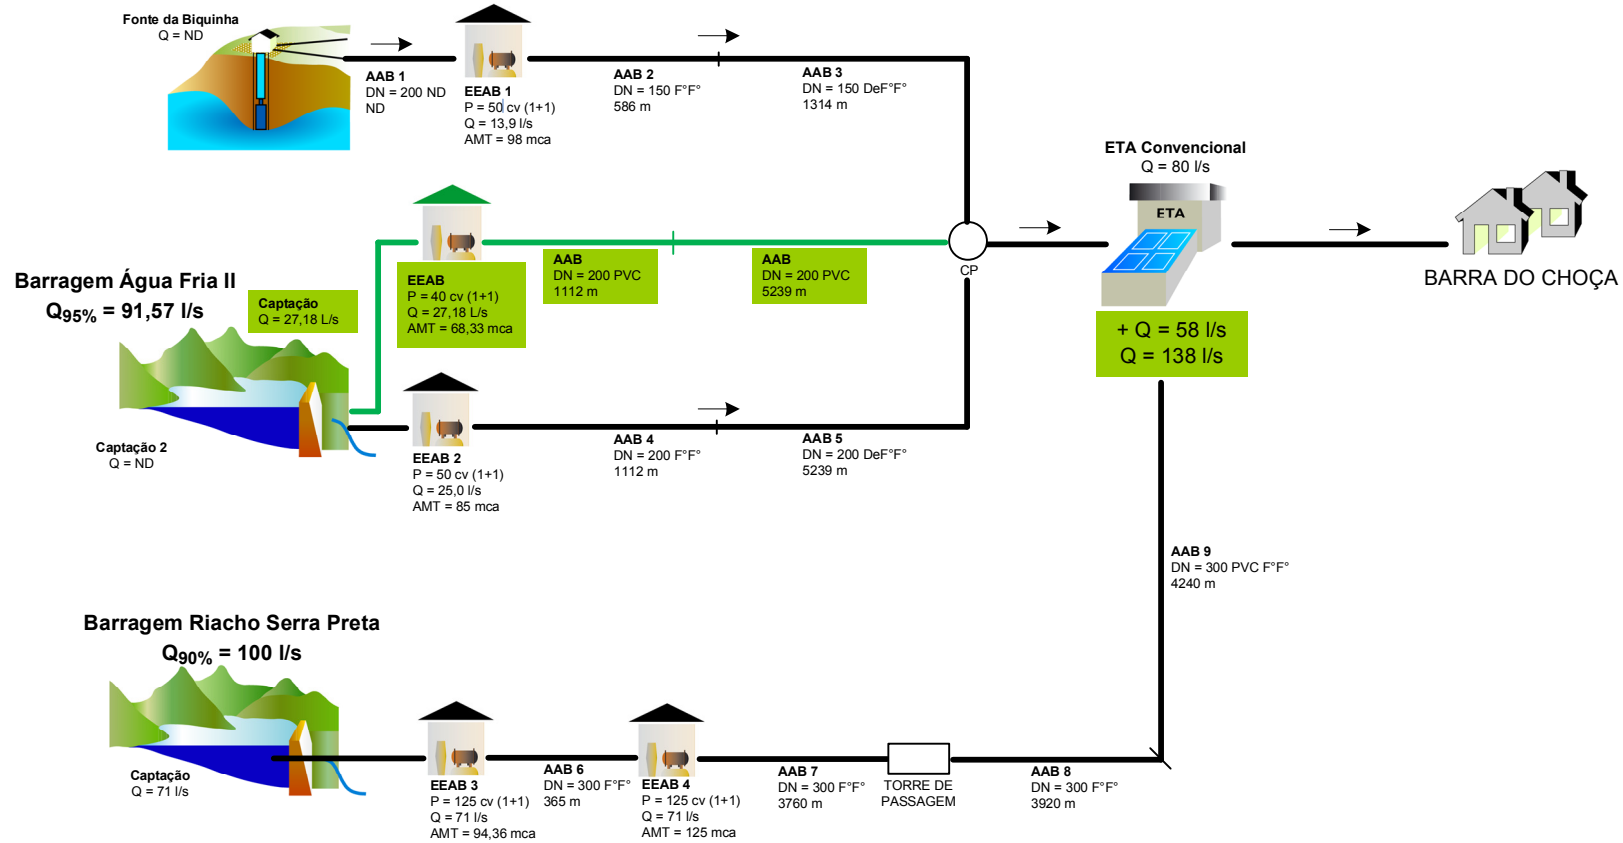 Fonte da Biquinha
Q = ND
AAB 1
DN = 200 ND
ND
EEAB 1
P = 50 cv (1+1)
Q = 13,9 l/s
AMT = 98 mca
AAB 2
DN = 150 F°F°
586 m
AAB 3
DN = 150 DeF°F°
1314 m
ETA Convencional
Q = 80 l/s
ETA
CP
BARRA DO CHOÇA
+ Q = 58 l/s
Q = 138 l/s
Barragem Água Fria II
Q95% = 91,57 l/s
Captação
Q = 27,18 L/s
EEAB
P = 40 cv (1+1)
Q = 27,18 L/s
AMT = 68,33 mca
AAB
DN = 200 PVC
1112 m
AAB
DN = 200 PVC
5239 m
Captação 2
Q = ND
EEAB 2
P = 50 cv (1+1)
Q = 25,0 l/s
AMT = 85 mca
AAB 4
DN = 200 F°F°
1112 m
AAB 5
DN = 200 DeF°F°
5239 m
AAB 9
DN = 300 PVC F°F°
4240 m
Barragem Riacho Serra Preta
Q90% = 100 l/s
Captação
Q = 71 l/s
EEAB 3
P = 125 cv (1+1)
Q = 71 l/s
AMT = 94,36 mca
AAB 6
DN = 300 F°F°
365 m
EEAB 4
P = 125 cv (1+1)
Q = 71 l/s
AMT = 125 mca
AAB 7
DN = 300 F°F°
3760 m
TORRE DE
PASSAGEM
AAB 8
DN = 300 F°F°
3920 m